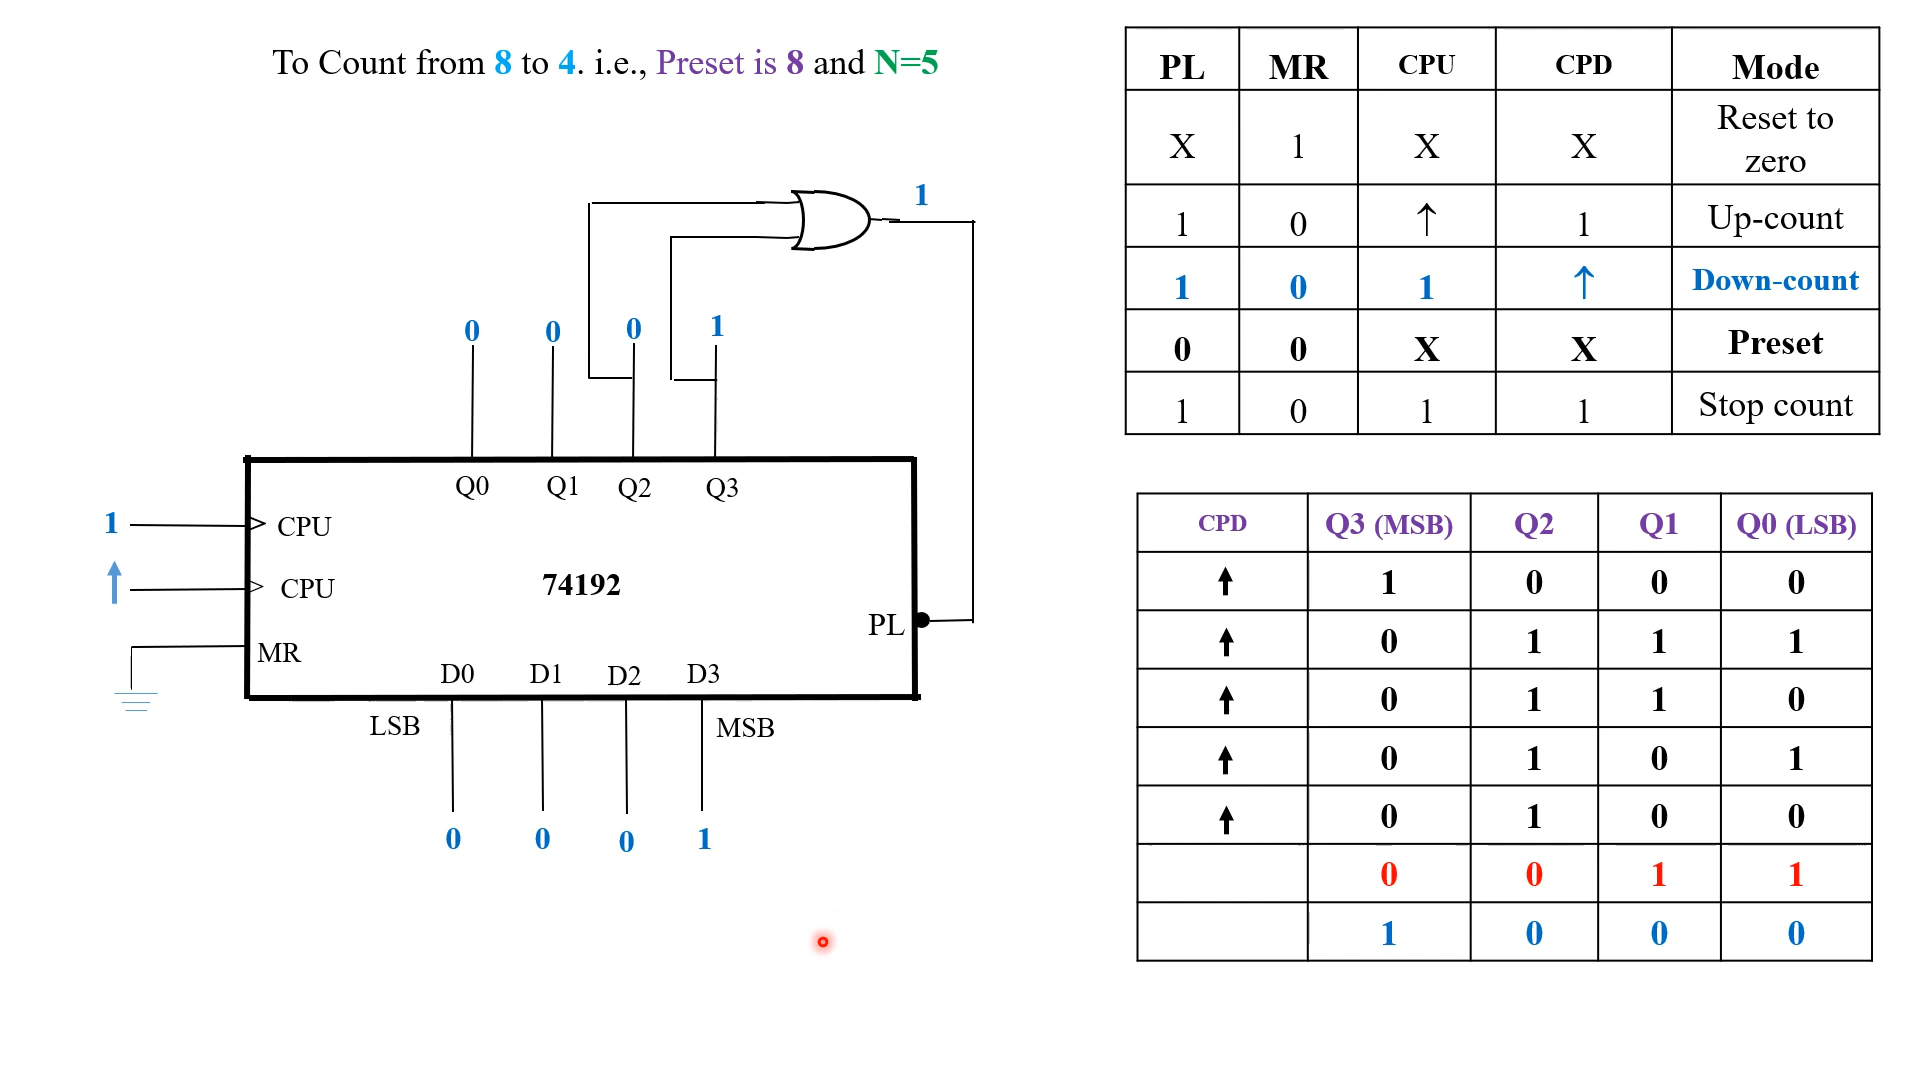 To Count from 8 to 4. i.e., Preset is 8 and N=5
1
0 0 0 1
Q0 Q1 Q2 Q3
1 CPU
CPU
74192
PL
MR
D0 D1 D2 D3
LSB MSB
0 0 0 1
PL MR CPU CPD Mode
X 1 X X Reset to
zero
1 0 ↑ 1 Up-count
1 0 1 ↑ Down-count
0 0 X X Preset
1 0 1 1 Stop count
CPD Q3 (MSB) Q2 Q1 Q0 (LSB)
1 0 0 0
0 1 1 1
0 1 1 0
0 1 0 1
0 1 0 0
0 0 1 1
1 0 0 0